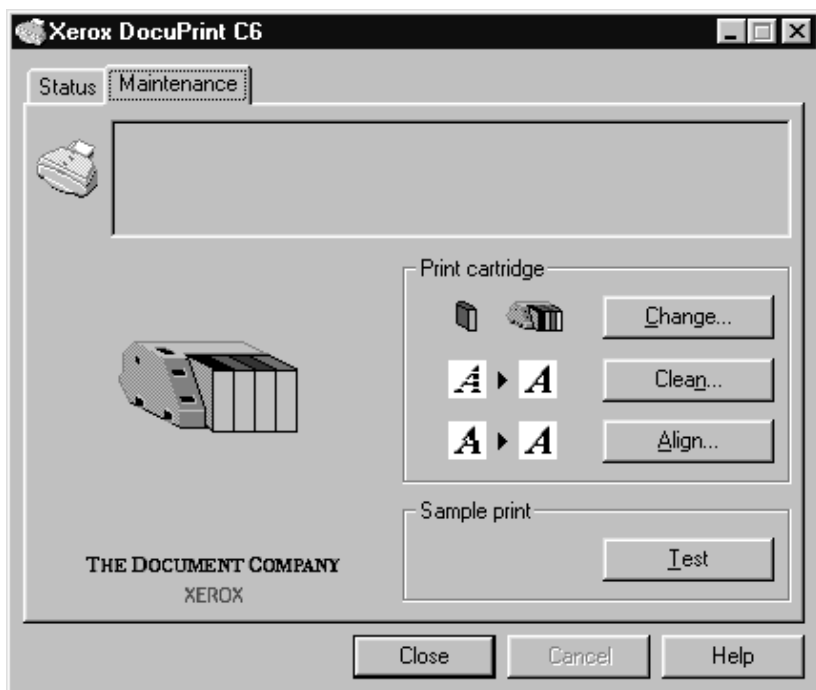 Xerox DocuPrint C6
Status Maintenance
Print cartridge
Change...
A A Clean...
A A Align...
Sample print
Test
THE DOCUMENT COMPANY
XEROX
Close Cancel Help